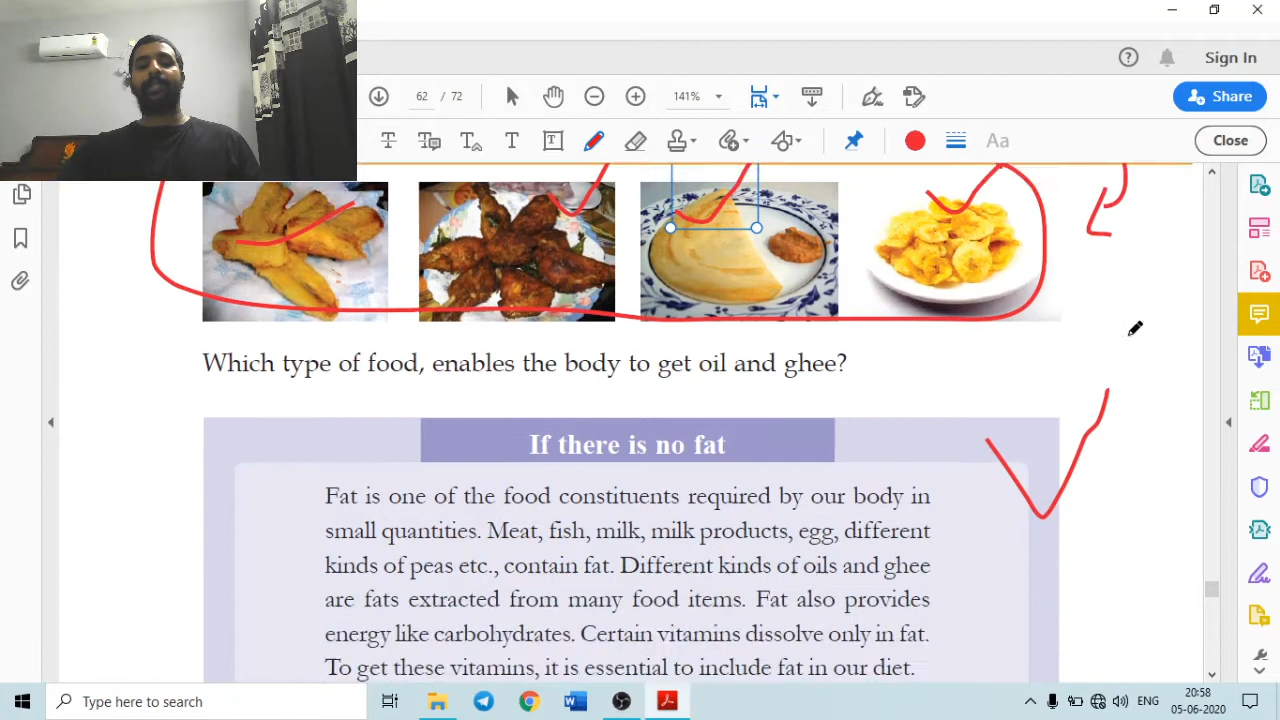 Sign In
62 / 72
141%
Share
T
T
Aa
Close
Which type of food, enables the body to get oil and ghee?
If there is no fat
Fat is one of the food constituents required by our body in
small quantities. Meat, fish, milk, milk products, egg, different
kinds of peas etc., contain fat. Different kinds of oils and ghee
are fats extracted from many food items. Fat also provides
energy like carbohydrates. Certain vitamins dissolve only in fat.
To get these vitamins, it is essential to include fat in our diet.
Type here to search
ENG
20:58
05-06-2020